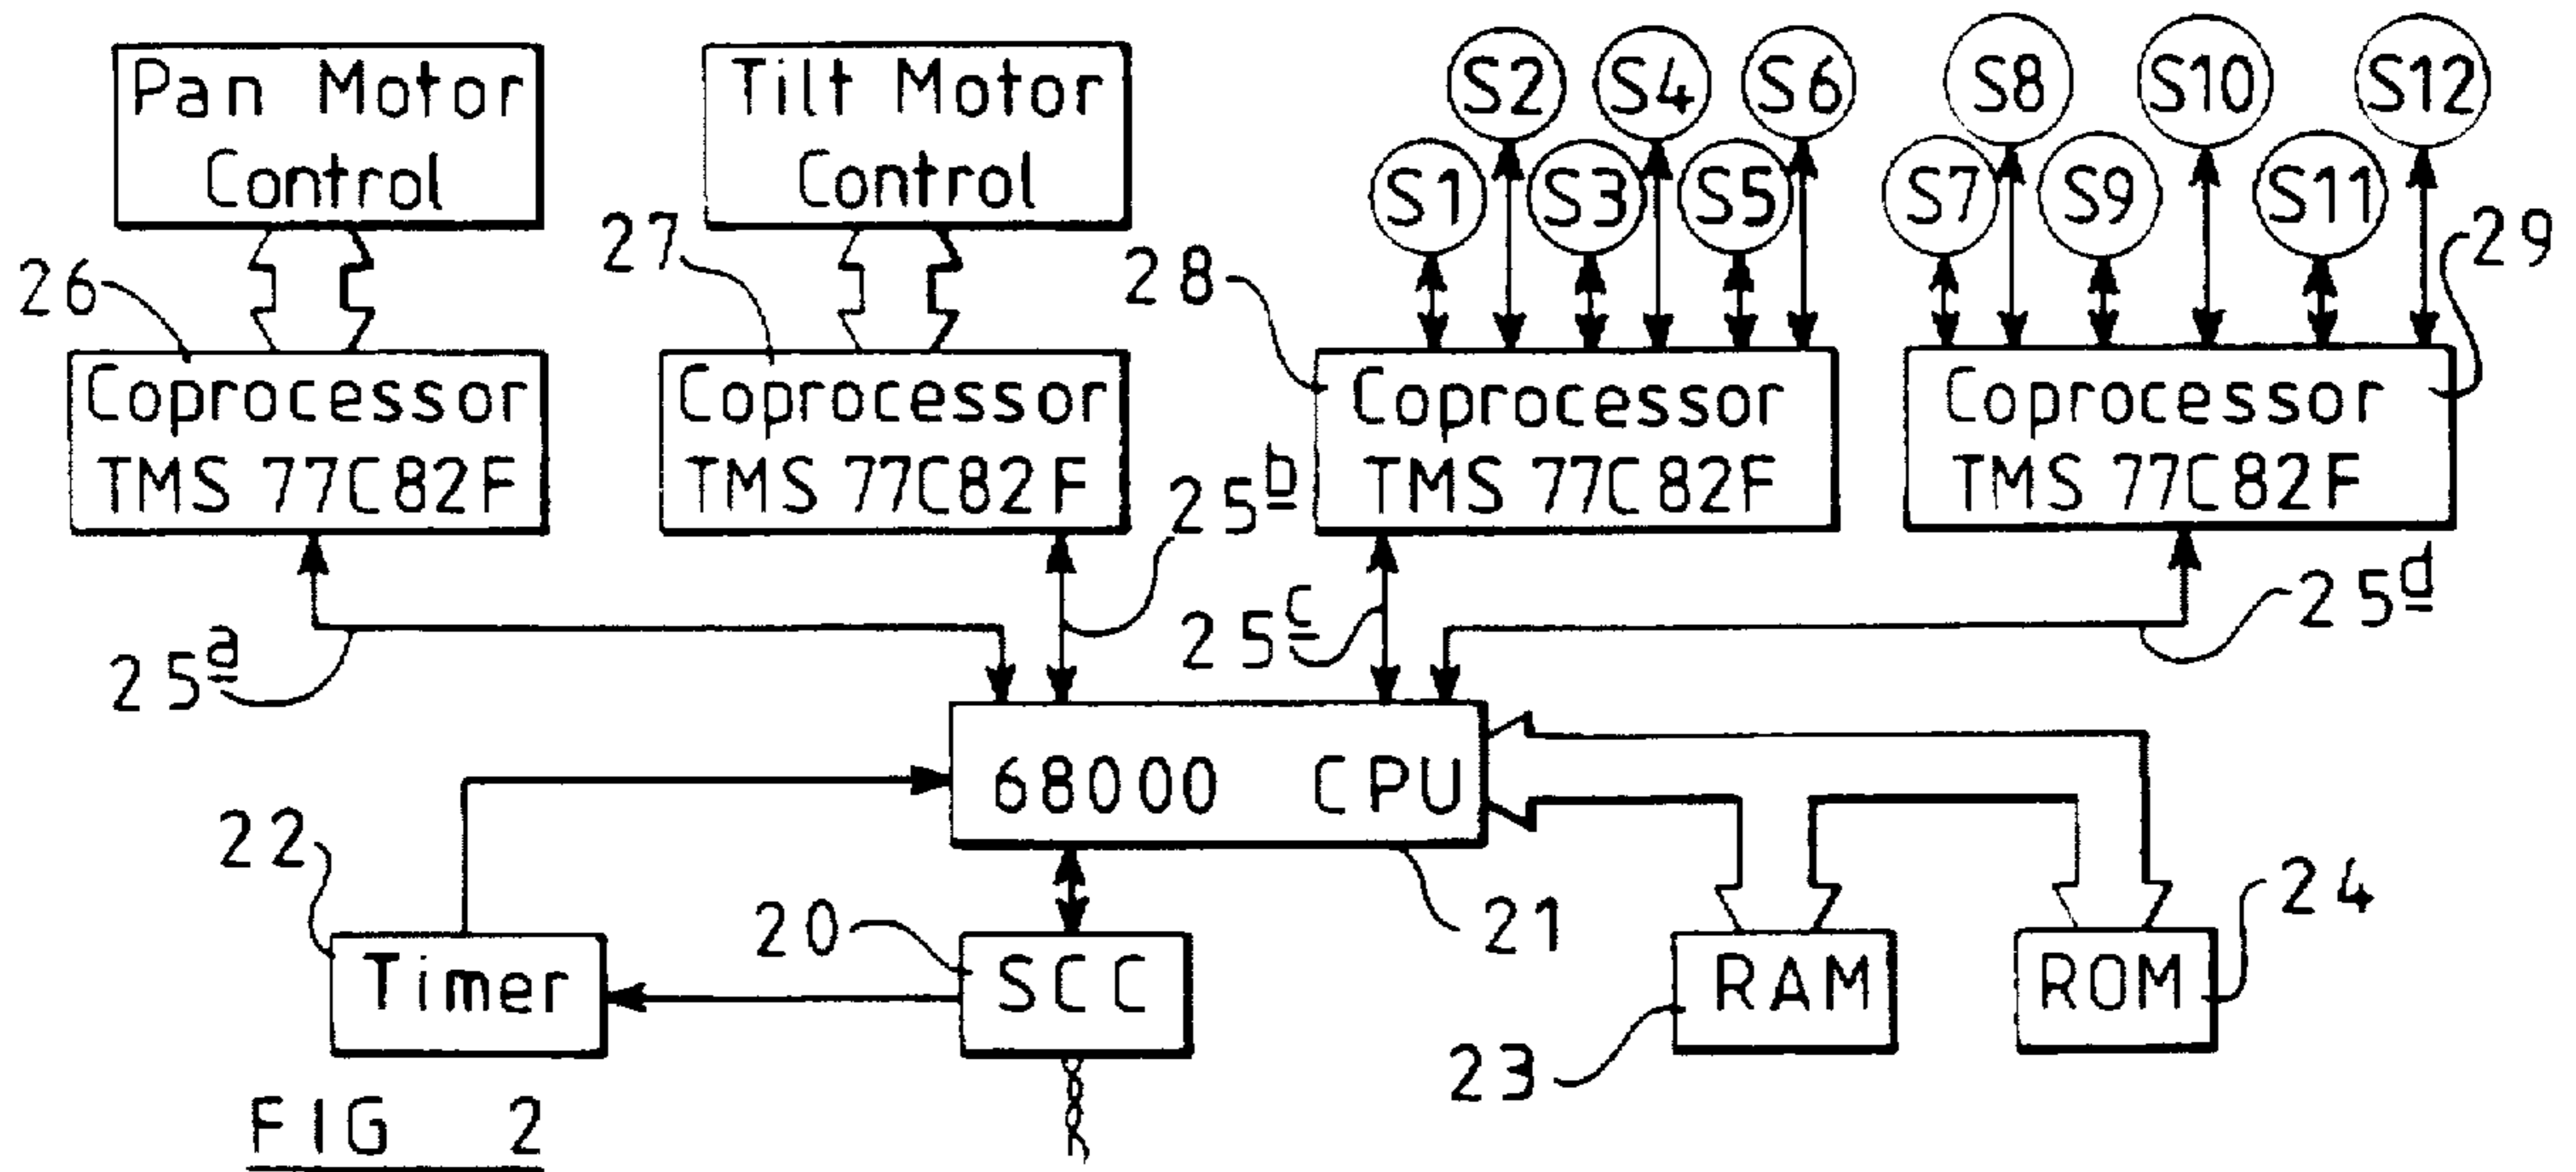 Pan Motor
Control
Tilt Motor
Control
S2
S4
S6
S8
S10
S12
S1
S3
S5
S7
S9
S11
26
27
28
29
Coprocessor
TMS 77C82F
Coprocessor
TMS 77C82F
Coprocessor
TMS 77C82F
Coprocessor
TMS 77C82F
25a
25b
25c
25d
68000 CPU
22
20
21
24
Timer
SCC
RAM
ROM
23
FIG 2